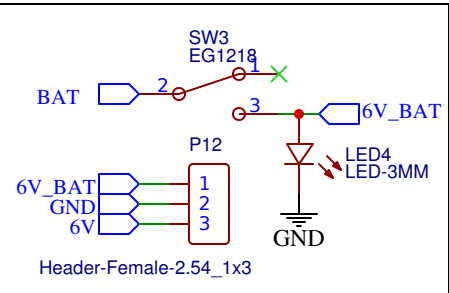 SW3
EG1218
1
2
BAT
3
6V_BAT
P12
LED4
LED-3MM
6V_BAT
1
GND
2
6V
3
GND
Header-Female-2.54_1x3